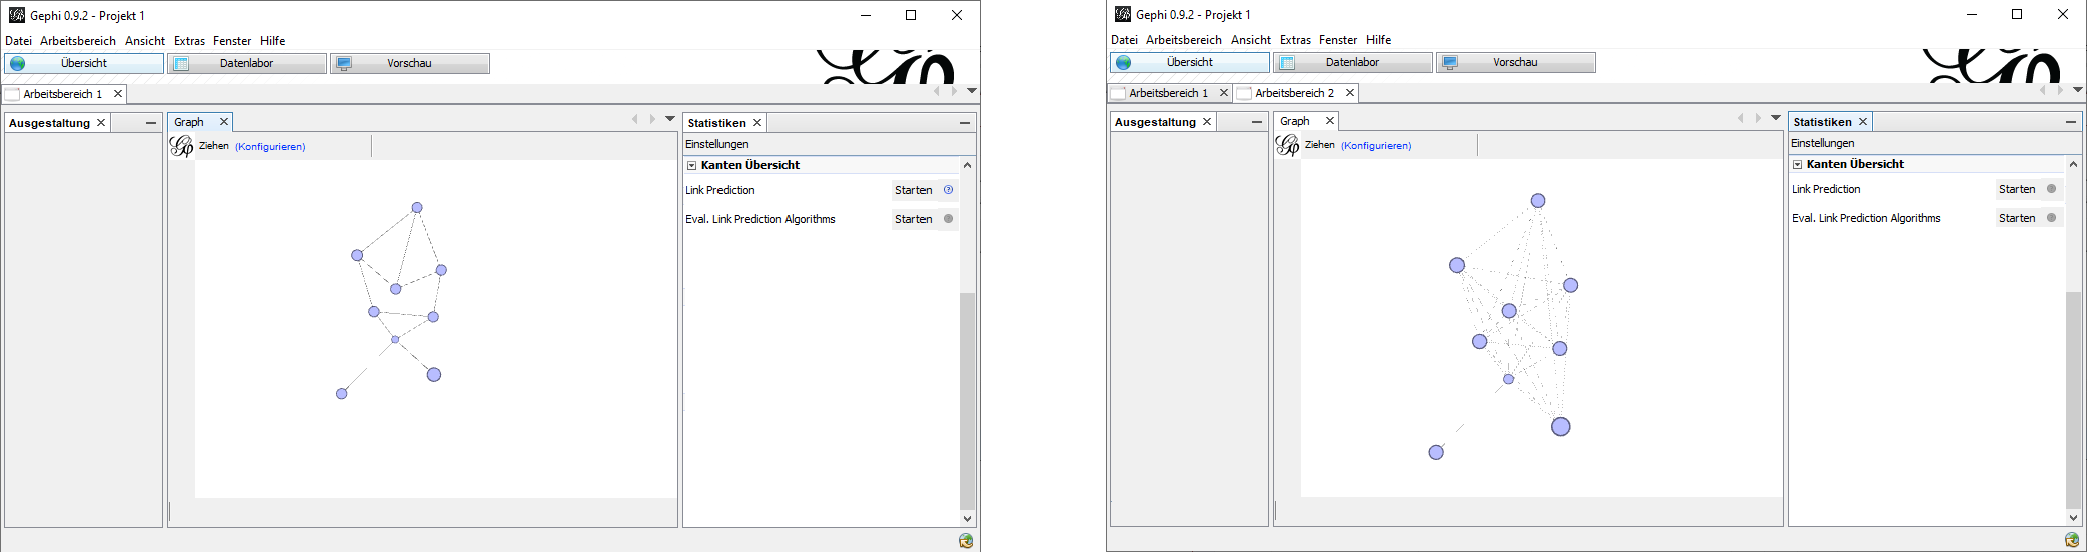 Gephi 0.9.2 - Projekt 1
Datei Arbeitsbereich Ansicht Extras Fenster Hilfe
Übersicht Datenlabor Vorschau
Arbeitsbereich 1
Ausgestaltung
Graph
Ziehen (Konfigurieren)
Statistiken
Einstellungen
Kanten Übersicht
Link Prediction Starten
Eval. Link Prediction Algorithms Starten
Gephi 0.9.2 - Projekt 1
Datei Arbeitsbereich Ansicht Extras Fenster Hilfe
Übersicht Datenlabor Vorschau
Arbeitsbereich 1 Arbeitsbereich 2
Ausgestaltung
Graph
Ziehen (Konfigurieren)
Statistiken
Einstellungen
Kanten Übersicht
Link Prediction Starten
Eval. Link Prediction Algorithms Starten